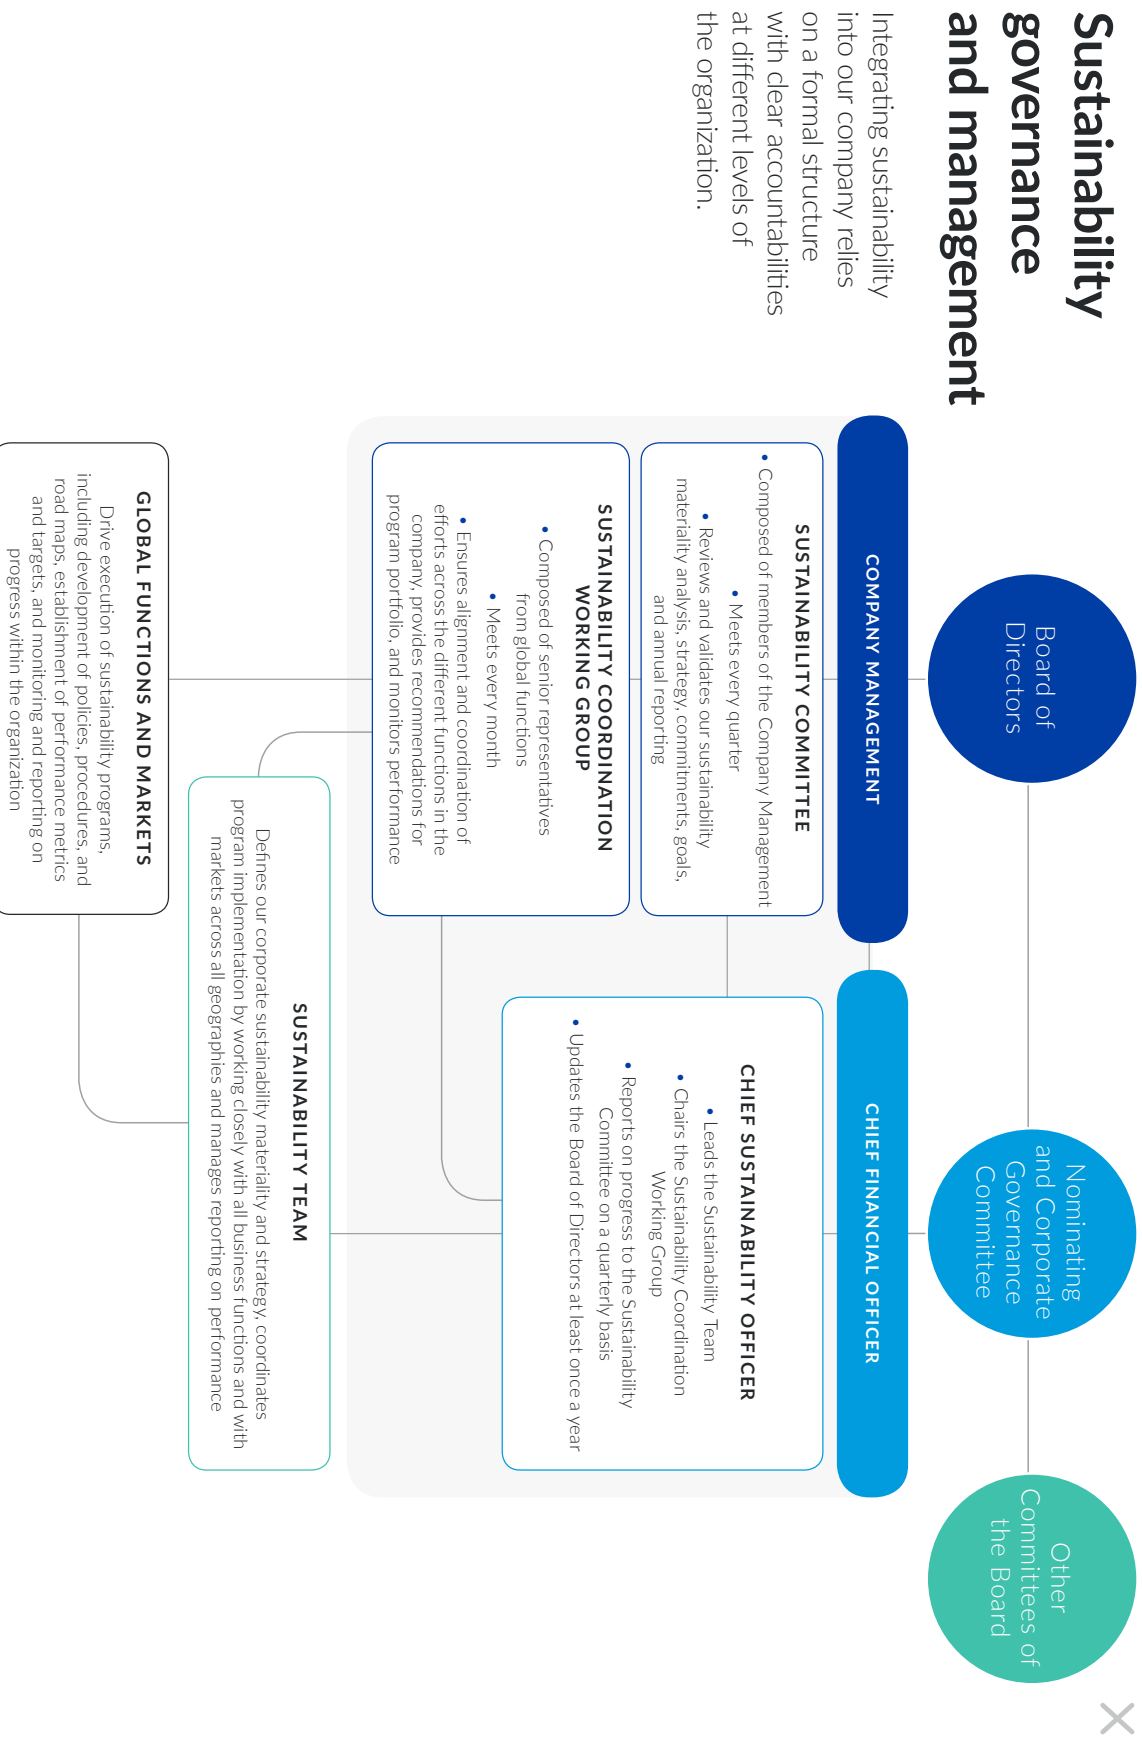 Sustainability
governance
and management
Integrating sustainability
into our company relies
on a formal structure
with clear accountabilities
at different levels of
the organization.
Board of
Directors
Nominating
and Corporate
Governance
Committee
Other
Committees of
the Board
COMPANY MANAGEMENT
CHIEF FINANCIAL OFFICER
SUSTAINABILITY COMMITTEE
• Composed of members of the Company Management
• Meets every quarter
• Reviews and validates our sustainability
materiality analysis, strategy, commitments, goals,
and annual reporting
CHIEF SUSTAINABILITY OFFICER
• Leads the Sustainability Team
• Chairs the Sustainability Coordination
Working Group
• Reports on progress to the Sustainability
Committee on a quarterly basis
• Updates the Board of Directors at least once a year
SUSTAINABILITY COORDINATION
WORKING GROUP
• Composed of senior representatives
from global functions
• Meets every month
• Ensures alignment and coordination of
efforts across the different functions in the
company, provides recommendations for
program portfolio, and monitors performance
SUSTAINABILITY TEAM
Defines our corporate sustainability materiality and strategy, coordinates
program implementation by working closely with all business functions and with
markets across all geographies and manages reporting on performance
GLOBAL FUNCTIONS AND MARKETS
Drive execution of sustainability programs,
including development of policies, procedures, and
road maps, establishment of performance metrics
and targets, and monitoring and reporting on
progress within the organization